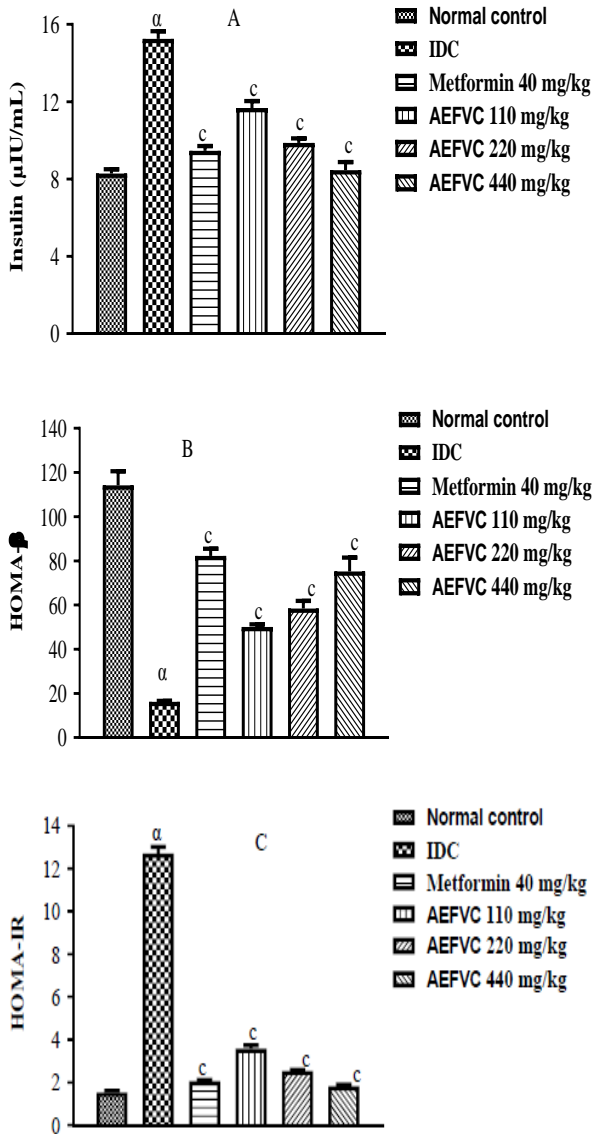 A
Insulin (µIU/mL)
16
12
8
4
0
α
c
c
c
c
Normal control
IDC
Metformin 40 mg/kg
AEFVC 110 mg/kg
AEFVC 220 mg/kg
AEFVC 440 mg/kg
B
HOMA-β
140
120
100
80
60
40
20
0
α
c
c
c
c
Normal control
IDC
Metformin 40 mg/kg
AEFVC 110 mg/kg
AEFVC 220 mg/kg
AEFVC 440 mg/kg
C
HOMA-IR
14
12
10
8
6
4
2
0
α
c
c
c
c
Normal control
IDC
Metformin 40 mg/kg
AEFVC 110 mg/kg
AEFVC 220 mg/kg
AEFVC 440 mg/kg